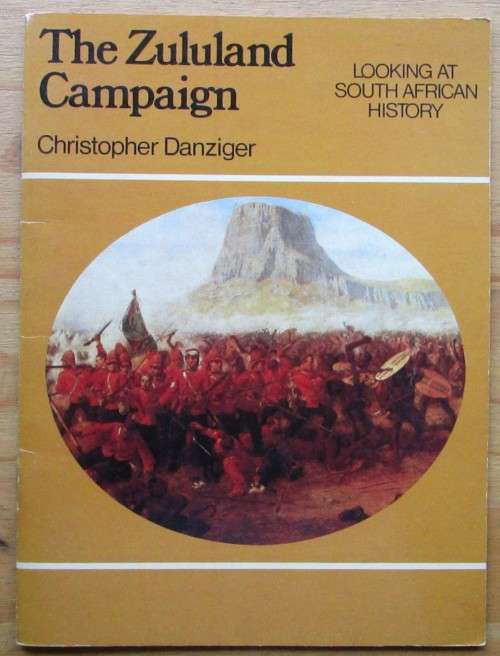 The Zululand
Campaign
Christopher Danziger
LOOKING AT
SOUTH AFRICAN
HISTORY